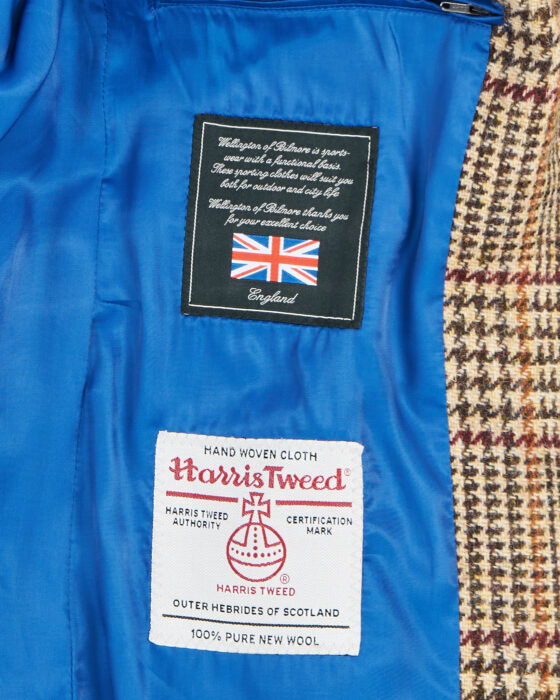 Wellington of Bilmore is sports-
wear with a functional basis.
These sporting clothes will suit you
both for outdoor and city life
Wellington of Bilmore thanks you
for your excellent choice
England
HAND WOVEN CLOTH
Harris Tweed®
HARRIS TWEED AUTHORITY
CERTIFICATION MARK
®
HARRIS TWEED
OUTER HEBRIDES OF SCOTLAND
100% PURE NEW WOOL